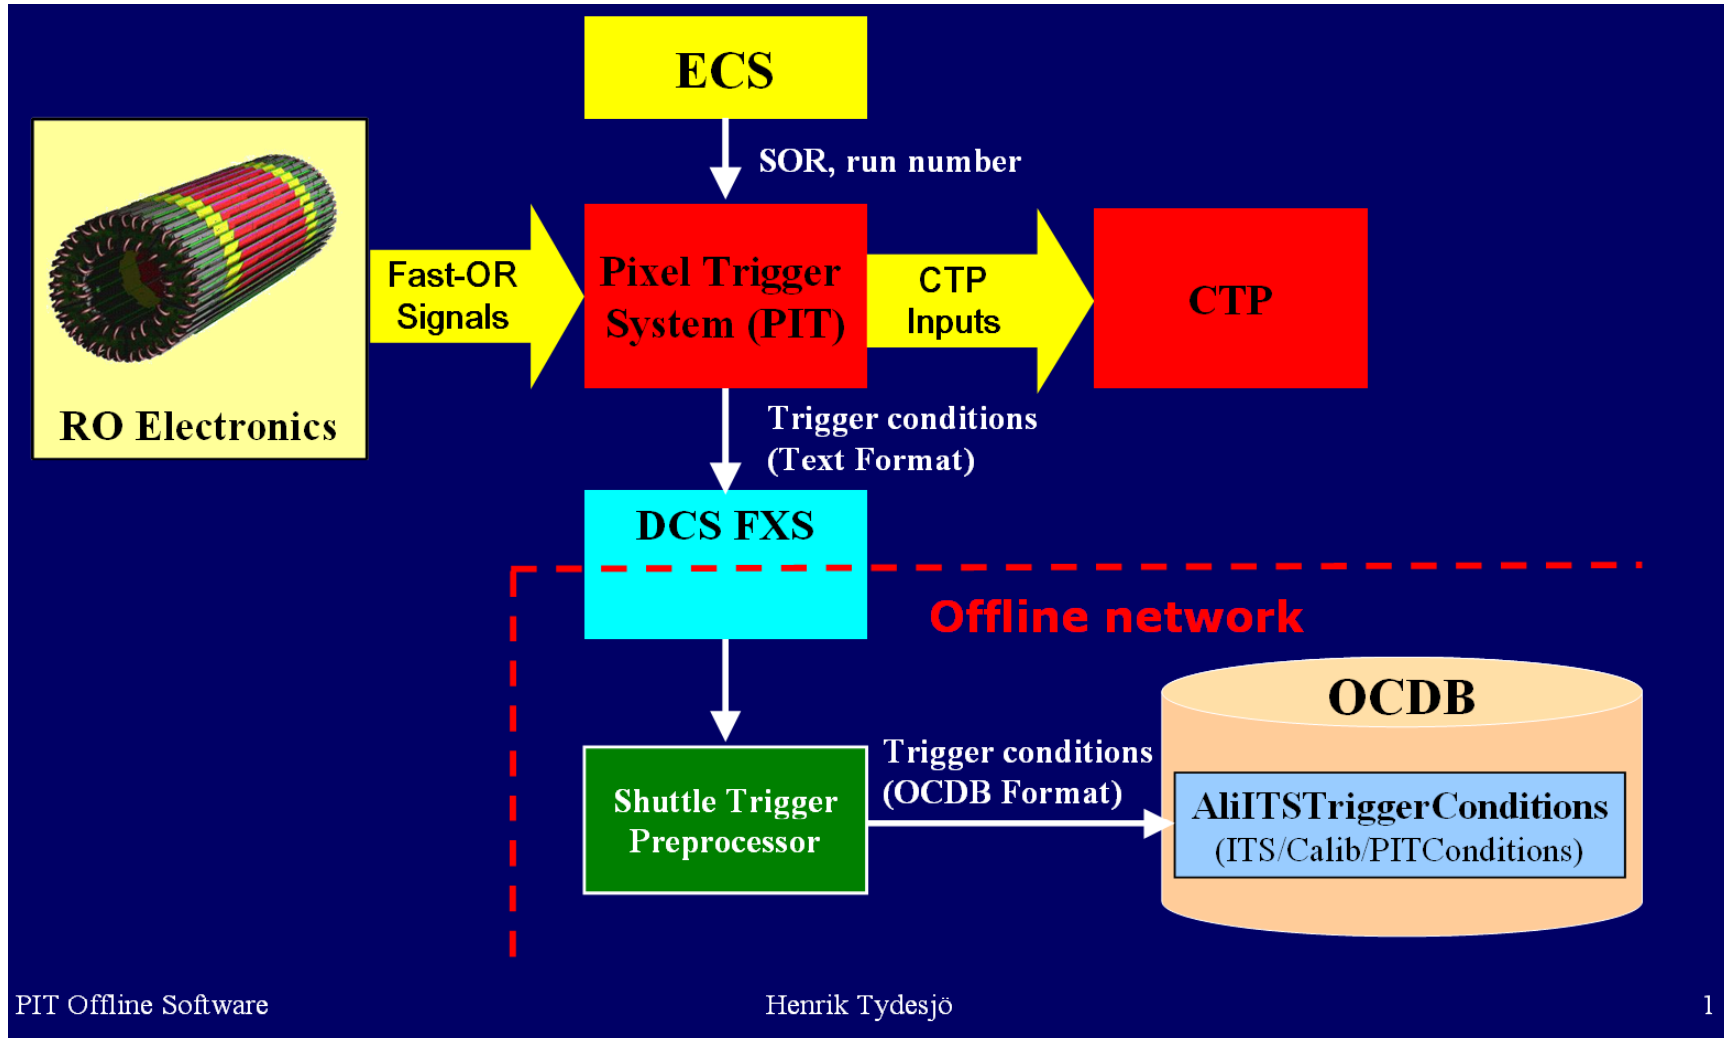 ECS
SOR, run number
Fast-OR
Signals
Pixel Trigger
System (PIT)
CTP
Inputs
CTP
RO Electronics
Trigger conditions
(Text Format)
DCS FXS
Offline network
OCDB
Trigger conditions
(OCDB Format)
Shuttle Trigger
Preprocessor
AliITSTriggerConditions
(ITS/Calib/PITConditions)
PIT Offline Software
Henrik Tydesjö
1